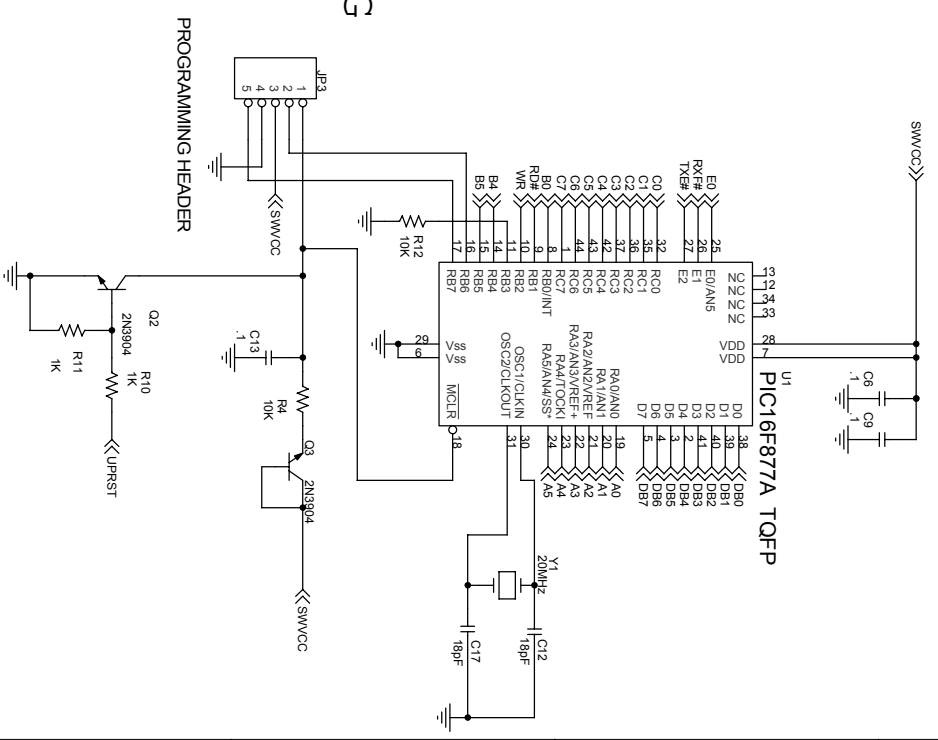 SWVCC
C6
.1
C9
.1
U1
PIC16F877A TQFP
13
12
34
33
28
7
NC
NC
NC
NC
VDD
VDD
E0
RXF#
TXE#
25
26
27
E0/AN5
E1
E2
D0
D1
D2
D3
D4
D5
D6
D7
38
39
40
41
2
3
4
5
DB0
DB1
DB2
DB3
DB4
DB5
DB6
DB7
C0
C1
C2
C3
C4
C5
C6
C7
B0
RD#
WR
32
35
36
37
42
43
44
1
8
9
10
11
14
15
16
17
RC0
RC1
RC2
RC3
RC4
RC5
RC6
RC7
RB0/INT
RB1
RB2
RB3
RB4
RB5
RB6
RB7
B4
B5
R12
10K
RA0/AN0
RA1/AN1
RA2/AN2/VREF
RA3/AN3/VREF+
RA4/TOCKI
RA5/AN4/SS*
19
20
21
22
23
24
A0
A1
A2
A3
A4
A5
OSC1/CLKIN
OSC2/CLKOUT
30
31
MCLR
18
29
6
Vss
Vss
Y1
20MHz
C12
18pF
C17
18pF
JP3
1
2
3
4
5
PROGRAMMING HEADER
SWVCC
C13
.1
R4
10K
Q3
2N3904
SWVCC
Q2
2N3904
R10
1K
R11
1K
UPRST